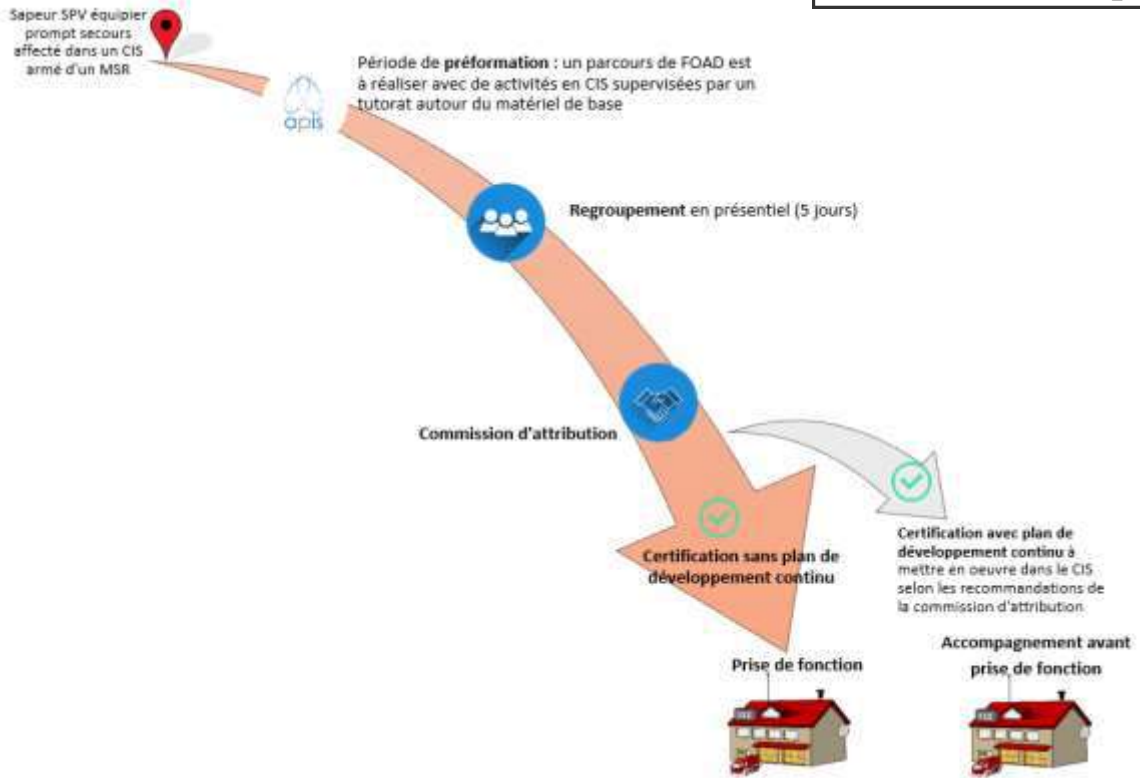 Sapeur SPV équipier
prompt secours
affecté dans un CIS
armé d'un MSR
Période de préformation : un parcours de FOAD est
à réaliser avec de activités en CIS supervisées par un
tutorat autour du matériel de base
apis
Regroupement en présentiel (5 jours)
Commission d'attribution
Certification sans plan de
développement continu
Certification avec plan de
développement continu à
mettre en oeuvre dans le CIS
selon les recommandations de
la commission d'attribution
Prise de fonction
Accompagnement avant
prise de fonction